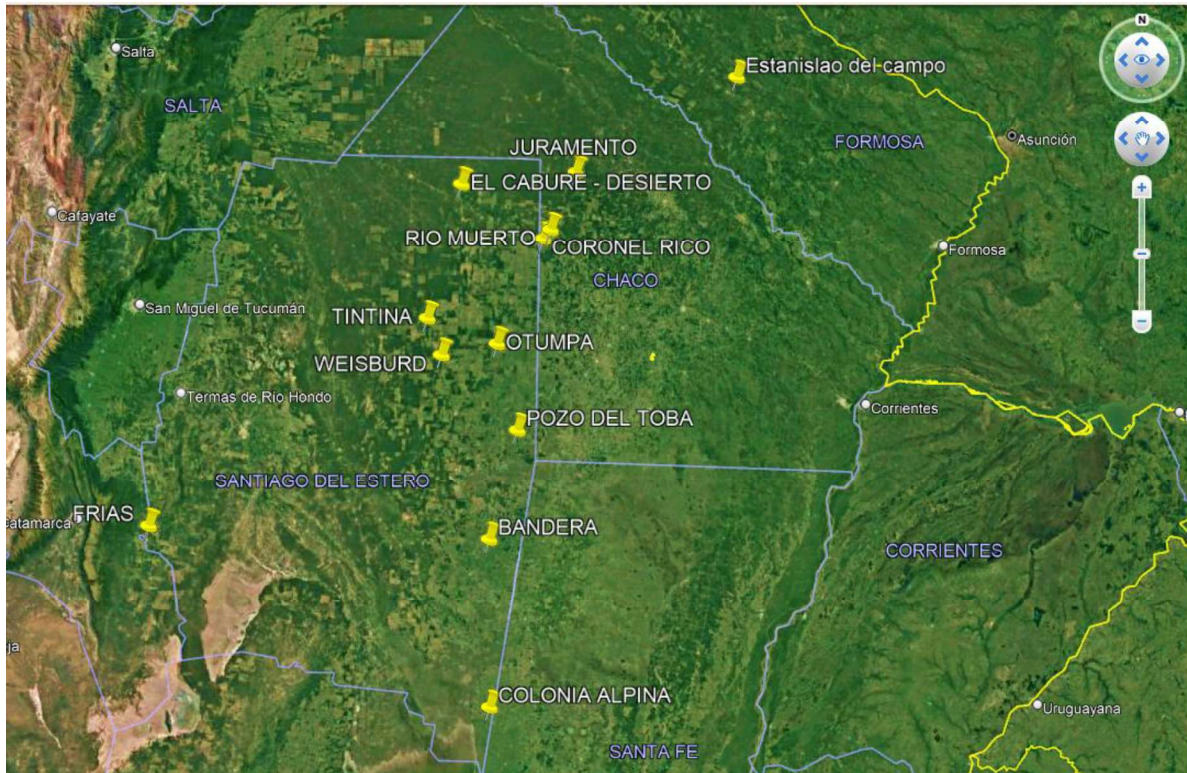 N
Salta
Estanislao del campo
SALTA
FORMOSA
Asunción
JURAMENTO
EL CABURE - DESIERTO
Cafayate
RIO MUERTO
CORONEL RICO
Formosa
CHACO
San Miguel de Tucumán
TINTINA
OTUMPA
WEISBURD
Termas de Río Hondo
Corrientes
POZO DEL TOBA
SANTIAGO DEL ESTERO
FRIAS
Catamarca
BANDERA
CORRIENTES
COLONIA ALPINA
Uruguayana
SANTA FE